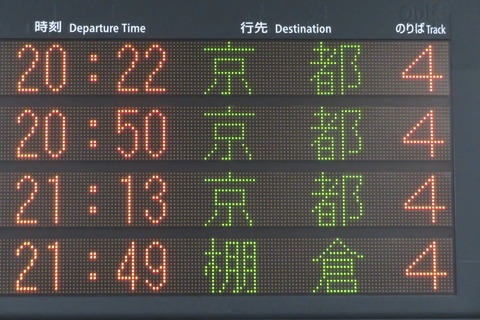 時刻 Departure Time 行先 Destination のりば Track
20:22 京都 4
20:50 京都 4
21:13 京都 4
21:49 棚倉 4